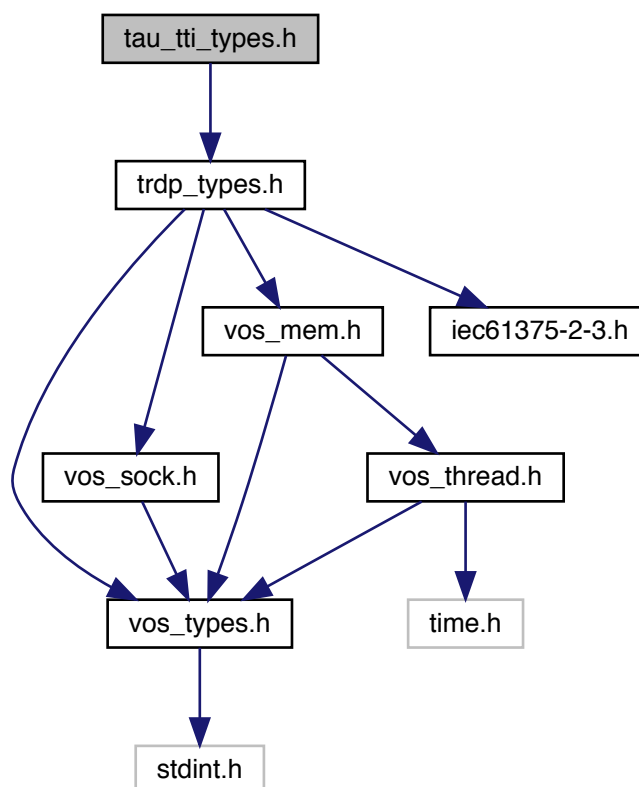 tau_tti_types.h
trdp_types.h
vos_mem.h
iec61375-2-3.h
vos_sock.h
vos_thread.h
vos_types.h
time.h
stdint.h